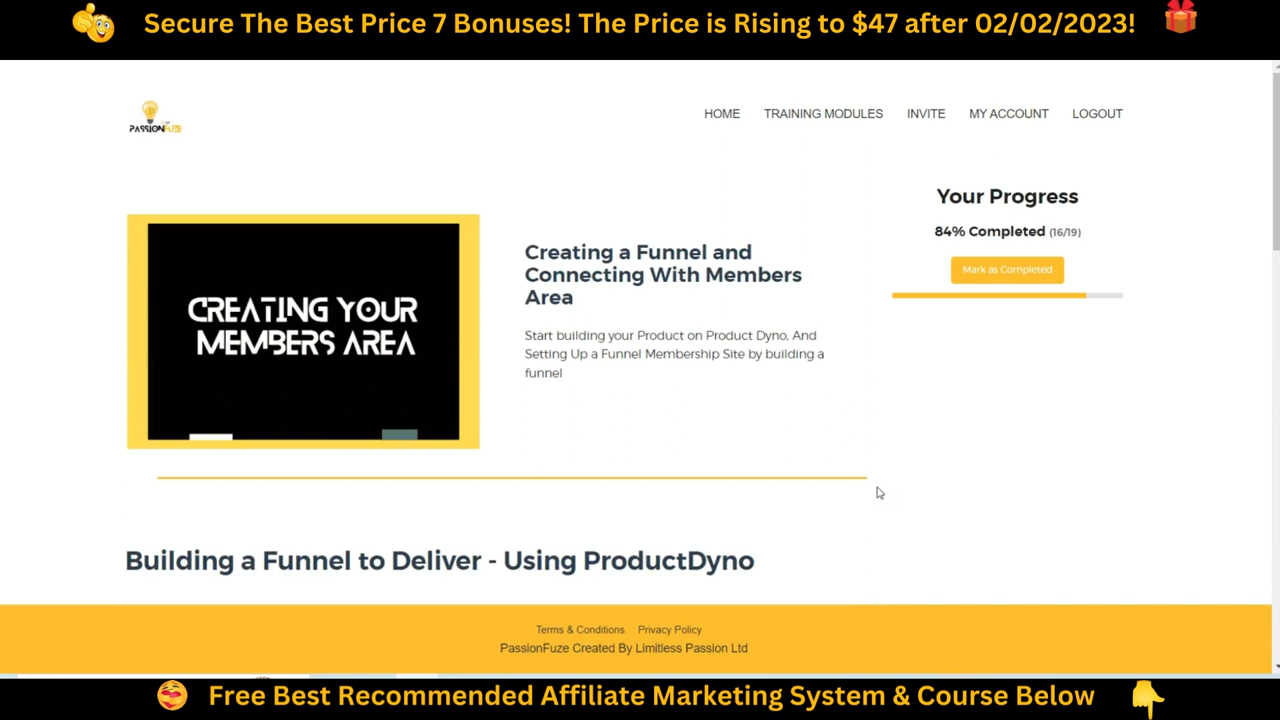 Secure The Best Price 7 Bonuses! The Price is Rising to $47 after 02/02/2023!
PASSIONFUZE
HOME TRAINING MODULES INVITE MY ACCOUNT LOGOUT
Your Progress
84% Completed (16/19)
Mark as Completed
CREATING YOUR
MEMBERS AREA
Creating a Funnel and
Connecting With Members
Area
Start building your Product on Product Dyno, And
Setting Up a Funnel Membership Site by building a
funnel
Building a Funnel to Deliver - Using ProductDyno
Terms & Conditions Privacy Policy
PassionFuze Created By Limitless Passion Ltd
Free Best Recommended Affiliate Marketing System & Course Below